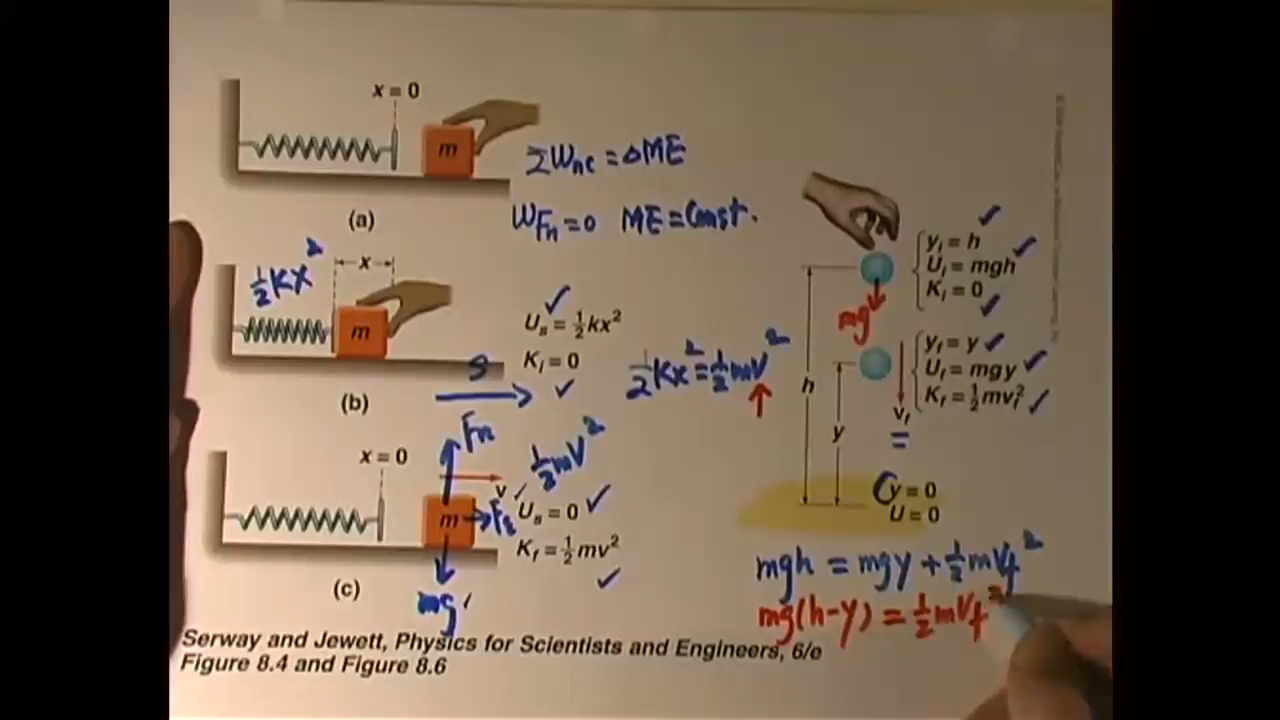 x = 0
m
ΣWnc = ΔME
(a)
WFn = 0 ME = Const.
½Kx²
x
m
Us = ½kx²
Ki = 0
(b)
S
½Kx² = ½mV²
Fn
½mV²
x = 0
v
m
Fs
Us = 0
Kf = ½mv²
(c)
mg
yi = h
Ui = mgh
Ki = 0
mg
yf = y
Uf = mgy
Kf = ½mvf²
h
vf
y
y = 0
U = 0
mgh = mgy + ½mVf²
mg(h-y) = ½mVf²
Serway and Jewett, Physics for Scientists and Engineers, 6/e
Figure 8.4 and Figure 8.6